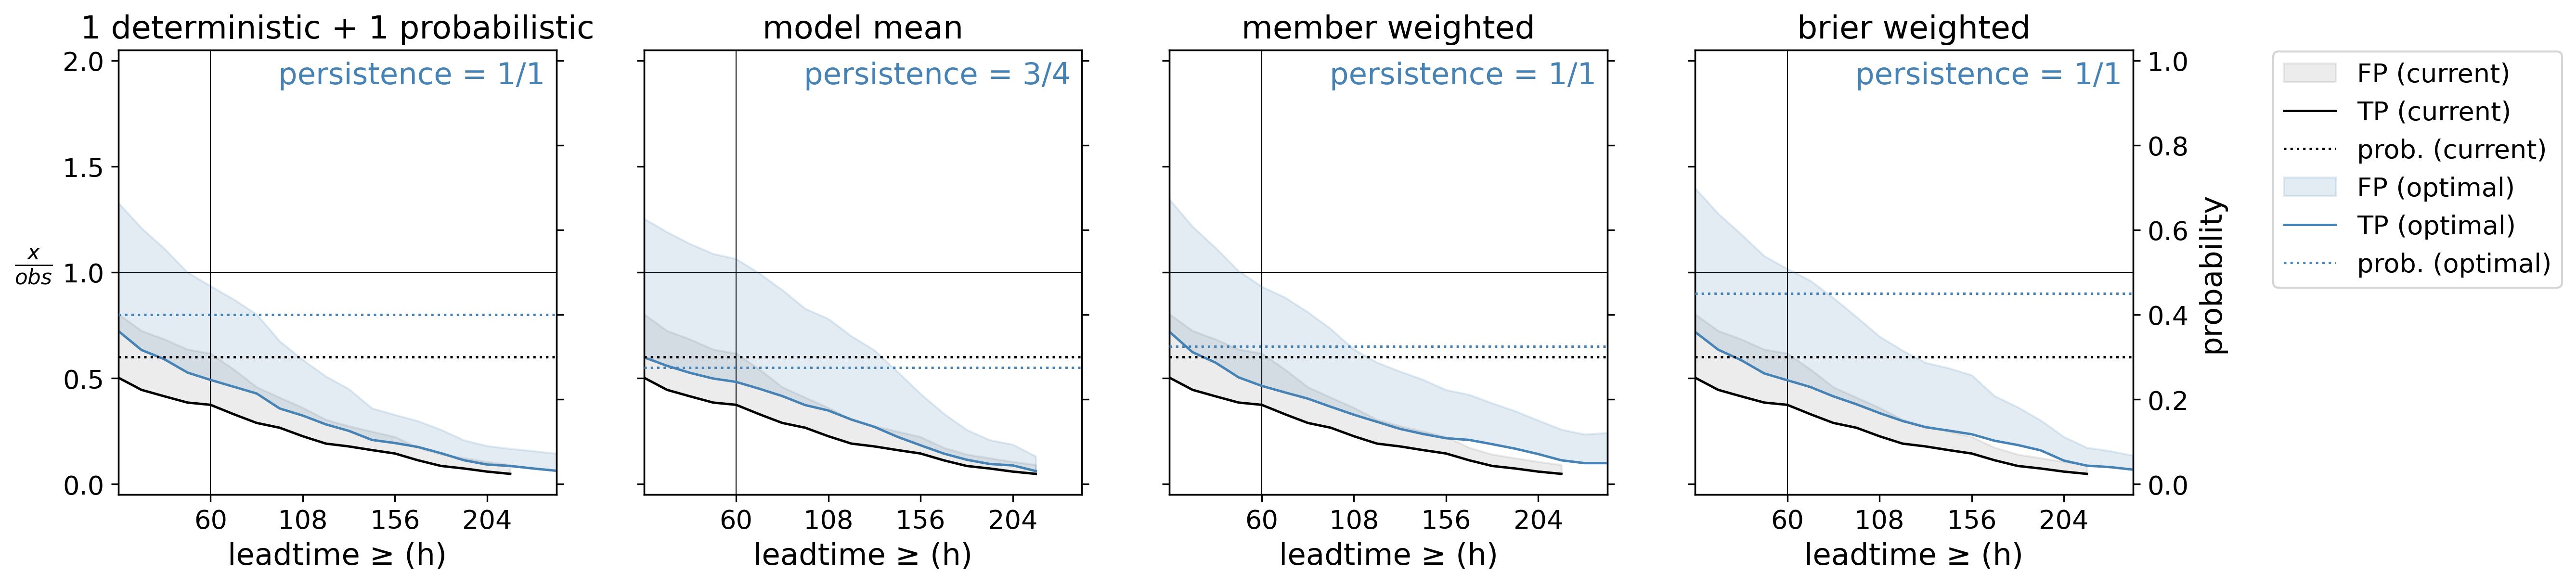 1 deterministic + 1 probabilistic
model mean
member weighted
brier weighted
persistence = 1/1
persistence = 3/4
persistence = 1/1
persistence = 1/1
2.0
1.5
1.0
0.5
0.0
x/obs
1.0
0.8
0.6
0.4
0.2
0.0
probability
60 108 156 204
60 108 156 204
60 108 156 204
60 108 156 204
leadtime ≥ (h)
leadtime ≥ (h)
leadtime ≥ (h)
leadtime ≥ (h)
FP (current)
TP (current)
prob. (current)
FP (optimal)
TP (optimal)
prob. (optimal)